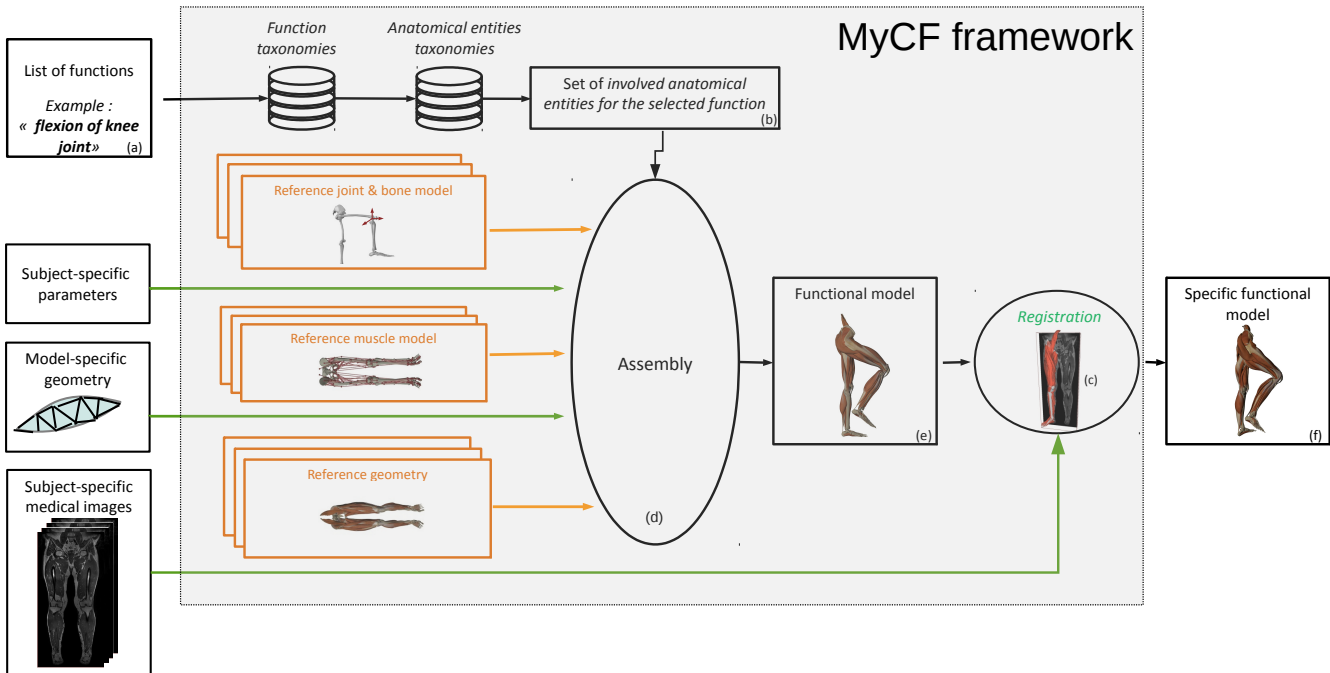 MyCF framework
Function
taxonomies
Anatomical entities
taxonomies
List of functions
Example :
« flexion of knee
joint»
(a)
Set of involved anatomical
entities for the selected function
(b)
Reference joint & bone model
Subject-specific
parameters
Reference muscle model
Model-specific
geometry
Reference geometry
Subject-specific
medical images
Assembly
(d)
Functional model
(e)
Registration
(c)
Specific functional
model
(f)